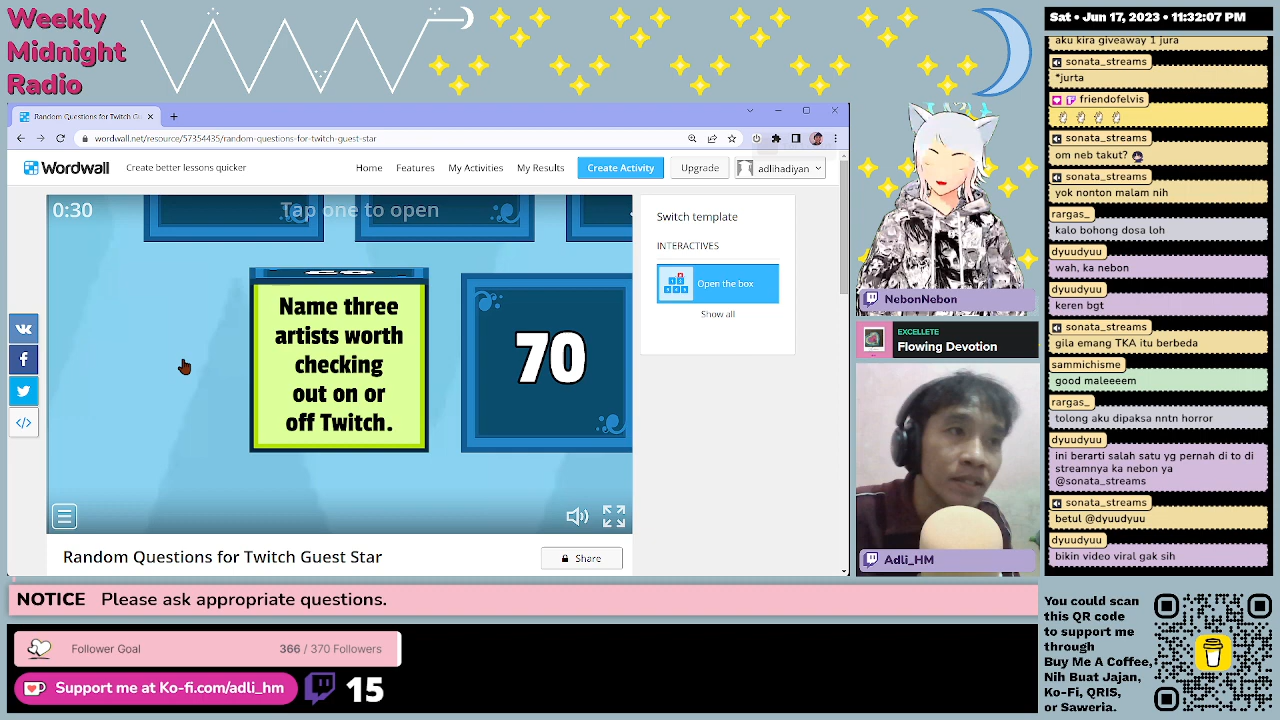 Weekly
Midnight
Radio
Sat • Jun 17, 2023 • 11:32:07 PM
Random Questions for Twitch G
wordwall.net/resource/57354435/random-questions-for-twitch-guest-star
Wordwall
Create better lessons quicker
My Activities
My Results
Create Activity
Upgrade
adlihadiyan
0:30
Tap one to open
Name three
artists worth
checking
out on or
off Twitch.
70
Switch template
INTERACTIVES
Open the box
Show all
Random Questions for Twitch Guest Star
Share
NebonNebon
EXCELLETE
Flowing Devotion
Adli_HM
aku kira giveaway 1 jura
sonata_streams
*jurta
friendofelvis
sonata_streams
om neb takut?
sonata_streams
yok nonton malam nih
rargas_
kalo bohong dosa loh
dyuudyuu
wah, ka nebon
dyuudyuu
keren bgt
sonata_streams
gila emang TKA itu berbeda
sammichisme
good maleeeem
rargas_
tolong aku dipaksa nntn horror
dyuudyuu
ini berarti salah satu yg pernah di to di
streamnya ka nebon ya
@sonata_streams
sonata_streams
betul @dyuudyuu
dyuudyuu
bikin video viral gak sih
NOTICE Please ask appropriate questions.
Follower Goal
366 / 370 Followers
Support me at Ko-fi.com/adli_hm
15
You could scan
this QR code
to support me
through
Buy Me A Coffee,
Nih Buat Jajan,
Ko-Fi, QRIS,
or Saweria.